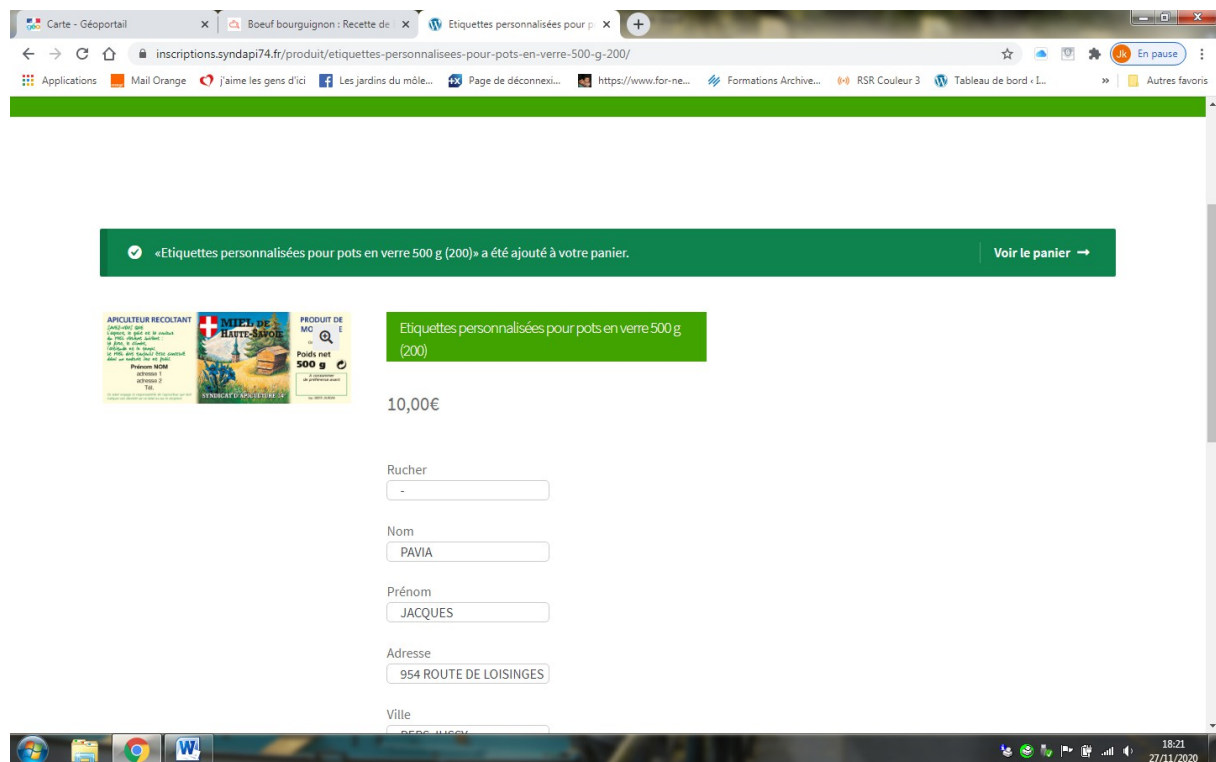 Carte - Géoportail
Boeuf bourguignon : Recette de
Etiquettes personnalisées pour p
inscriptions.syndapi74.fr/produit/etiquettes-personnalisees-pour-pots-en-verre-500-g-200/
Jk En pause
Applications
Mail Orange
j'aime les gens d'ici
Les jardins du môle...
Page de déconnexi...
https://www.for-ne...
Formations Archive...
RSR Couleur 3
Tableau de bord ‹ I...
»
Autres favoris
«Etiquettes personnalisées pour pots en verre 500 g (200)» a été ajouté à votre panier.
Voir le panier →
APICULTEUR RECOLTANT
Prénom NOM
adresse 1
adresse 2
Tél.
MIEL DE
HAUTE-SAVOIE
SYNDICAT D'APICULTURE 74
PRODUIT DE
Poids net
500 g
Etiquettes personnalisées pour pots en verre 500 g
(200)
10,00€
Rucher
-
Nom
PAVIA
Prénom
JACQUES
Adresse
954 ROUTE DE LOISINGES
Ville
18:21
27/11/2020